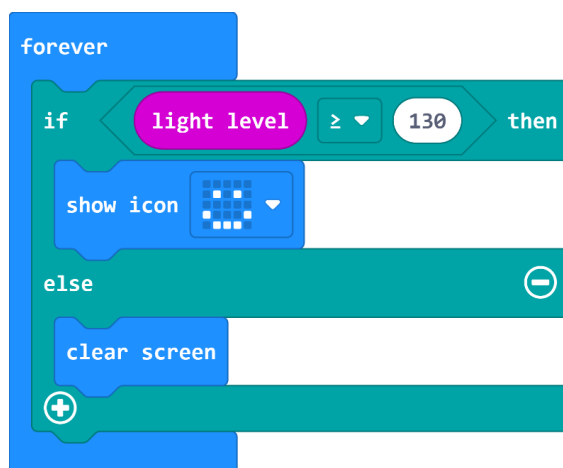 forever
if light level ≥ 130 then
show icon
else
clear screen